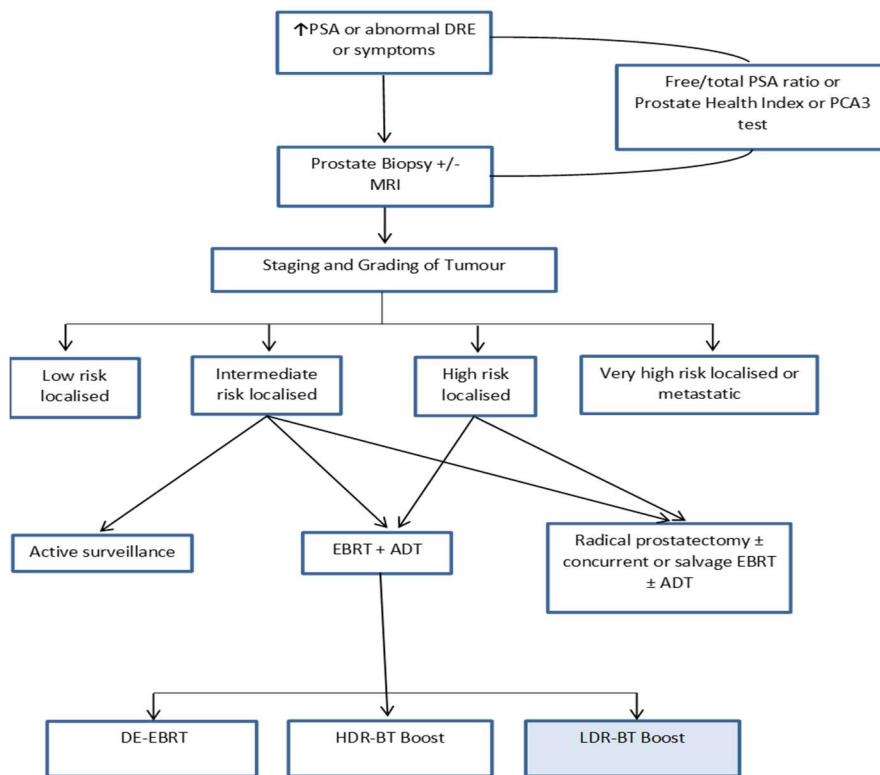 ↑PSA or abnormal DRE
or symptoms
Free/total PSA ratio or
Prostate Health Index or PCA3
test
Prostate Biopsy +/-
MRI
Staging and Grading of Tumour
Low risk
localised
Intermediate
risk localised
High risk
localised
Very high risk localised or
metastatic
Active surveillance
EBRT + ADT
Radical prostatectomy ±
concurrent or salvage EBRT
± ADT
DE-EBRT
HDR-BT Boost
LDR-BT Boost